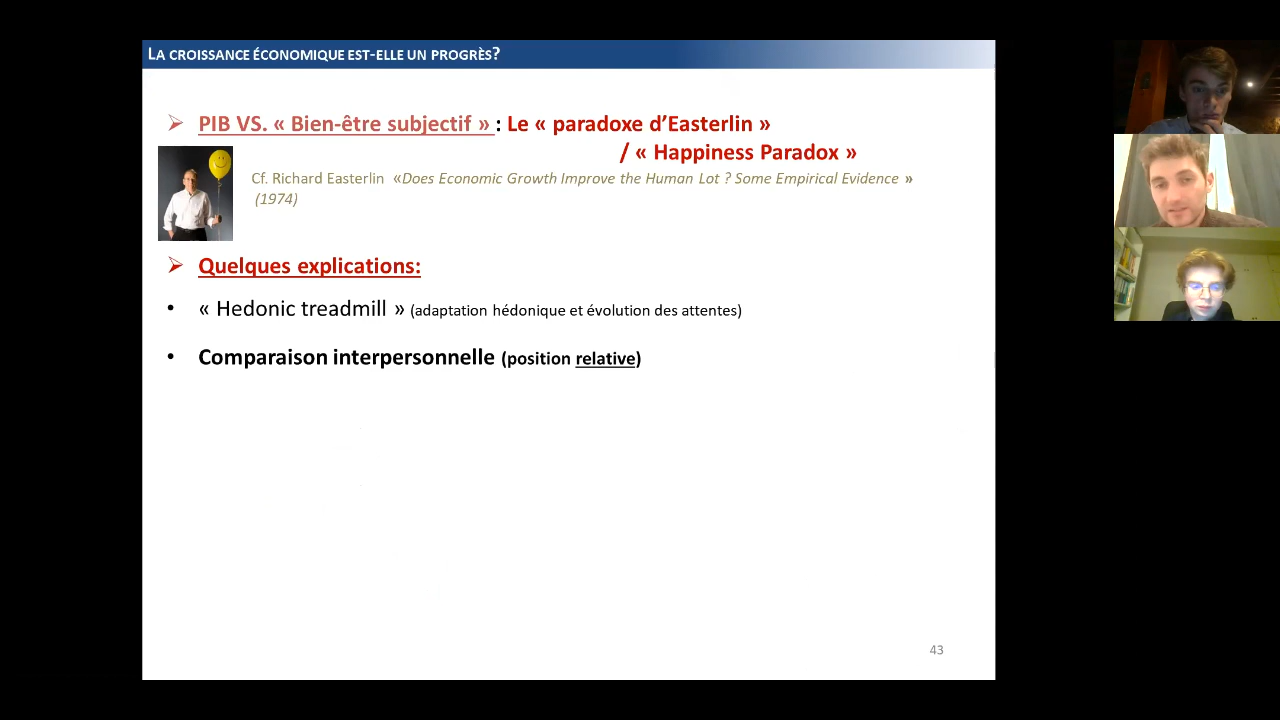 LA CROISSANCE ÉCONOMIQUE EST-ELLE UN PROGRÈS?
PIB VS. « Bien-être subjectif » : Le « paradoxe d’Easterlin »
/ « Happiness Paradox »
Cf. Richard Easterlin «Does Economic Growth Improve the Human Lot ? Some Empirical Evidence »
(1974)
Quelques explications:
• « Hedonic treadmill » (adaptation hédonique et évolution des attentes)
• Comparaison interpersonnelle (position relative)
43